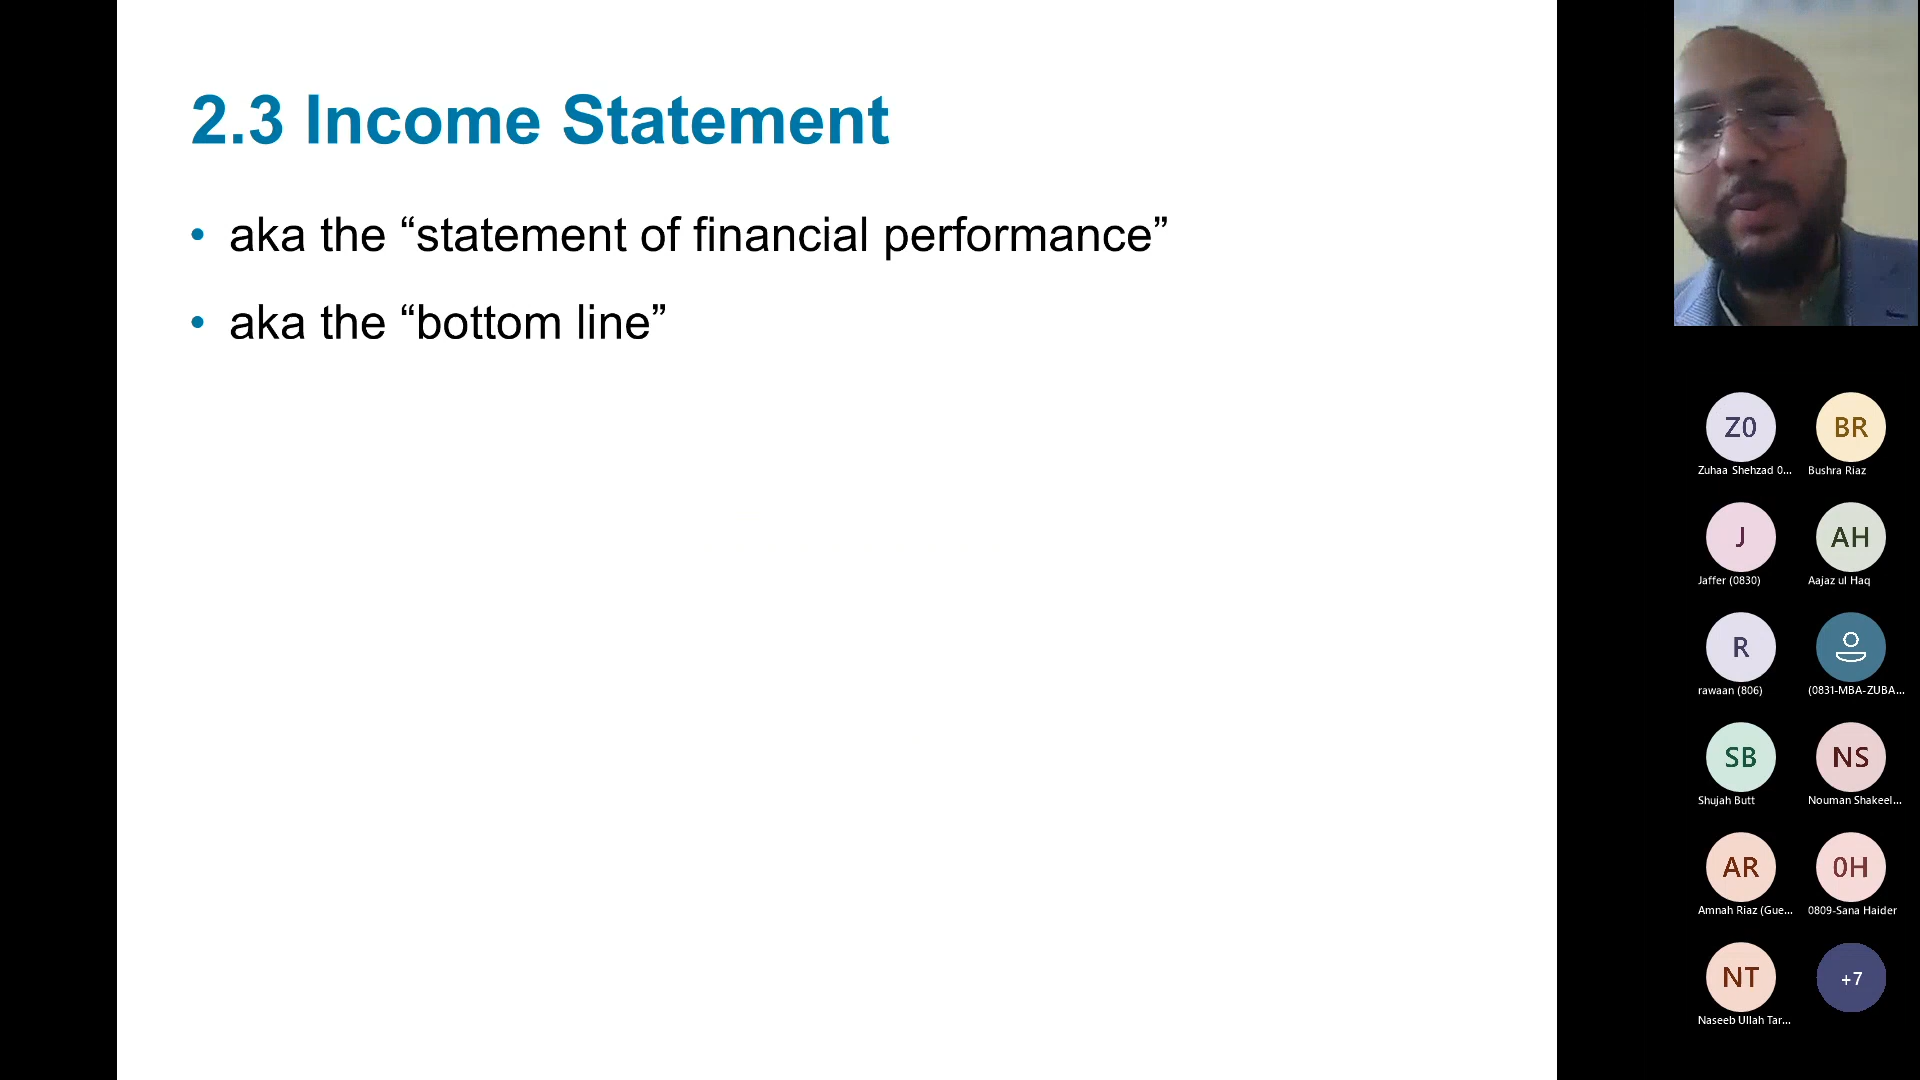 2.3 Income Statement
• aka the “statement of financial performance”
• aka the “bottom line”
Z0
BR
Zuhaa Shehzad 0...
Bushra Riaz
J
AH
Jaffer (0830)
Aajaz ul Haq
R
rawaan (806)
(0831-MBA-ZUBA...
SB
NS
Shujah Butt
Nouman Shakeel...
AR
0H
Amnah Riaz (Gue...
0809-Sana Haider
NT
+7
Naseeb Ullah Tar...